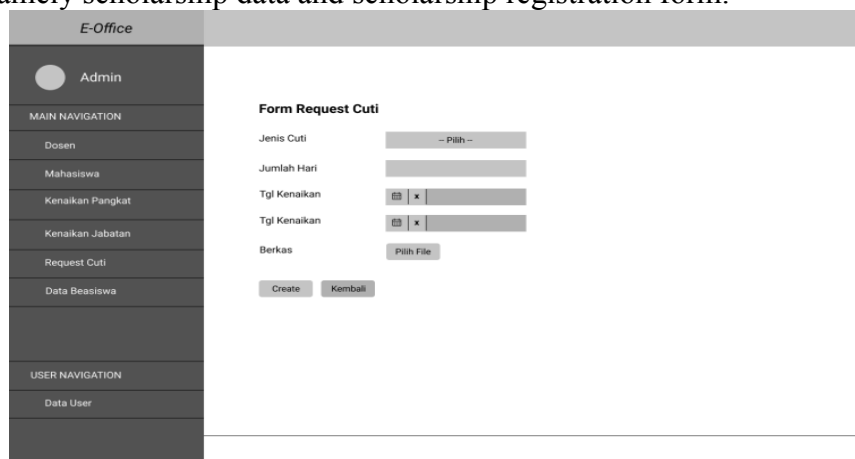 namely scholarship data and scholarship registration form.
E-Office
Admin
MAIN NAVIGATION
Dosen
Mahasiswa
Kenaikan Pangkat
Kenaikan Jabatan
Request Cuti
Data Beasiswa
USER NAVIGATION
Data User
Form Request Cuti
Jenis Cuti
-- Pilih --
Jumlah Hari
Tgl Kenaikan
x
Tgl Kenaikan
x
Berkas
Pilih File
Create
Kembali